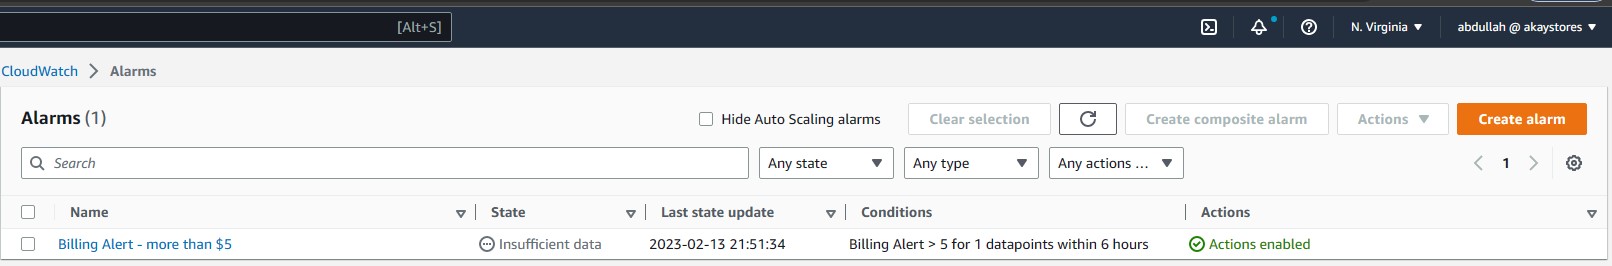 [Alt+S] N. Virginia abdullah @ akaystores
CloudWatch Alarms
Alarms (1) Hide Auto Scaling alarms Clear selection Create composite alarm Actions Create alarm
Search Any state Any type Any actions ... 1
Name State Last state update Conditions Actions
Billing Alert - more than $5 Insufficient data 2023-02-13 21:51:34 Billing Alert > 5 for 1 datapoints within 6 hours Actions enabled